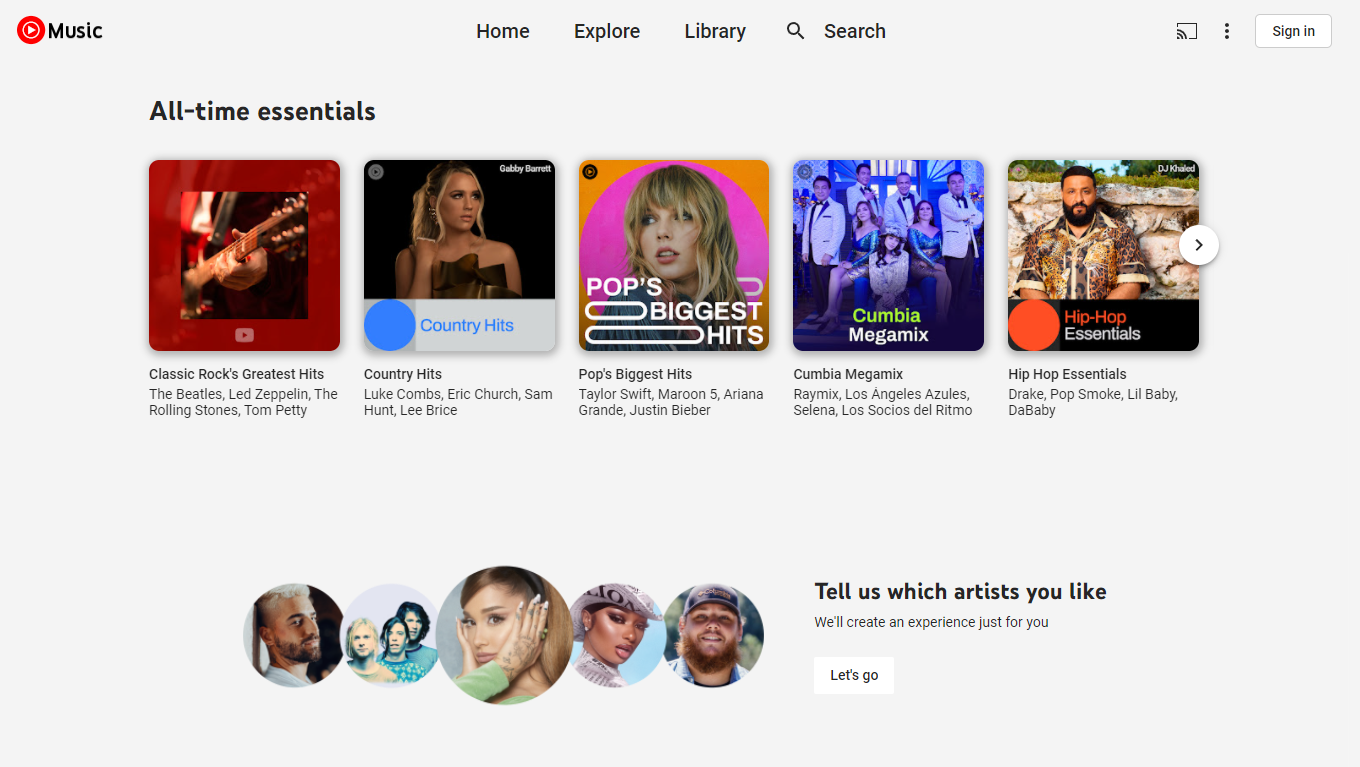 Music
Home
Explore
Library
Search
Sign in
All-time essentials
Gabby Barrett
Country Hits
POP'S
BIGGEST
HITS
Cumbia
Megamix
DJ Khaled
Hip-Hop
Essentials
Classic Rock's Greatest Hits
The Beatles, Led Zeppelin, The
Rolling Stones, Tom Petty
Country Hits
Luke Combs, Eric Church, Sam
Hunt, Lee Brice
Pop's Biggest Hits
Taylor Swift, Maroon 5, Ariana
Grande, Justin Bieber
Cumbia Megamix
Raymix, Los Ángeles Azules,
Selena, Los Socios del Ritmo
Hip Hop Essentials
Drake, Pop Smoke, Lil Baby,
DaBaby
Tell us which artists you like
We'll create an experience just for you
Let's go